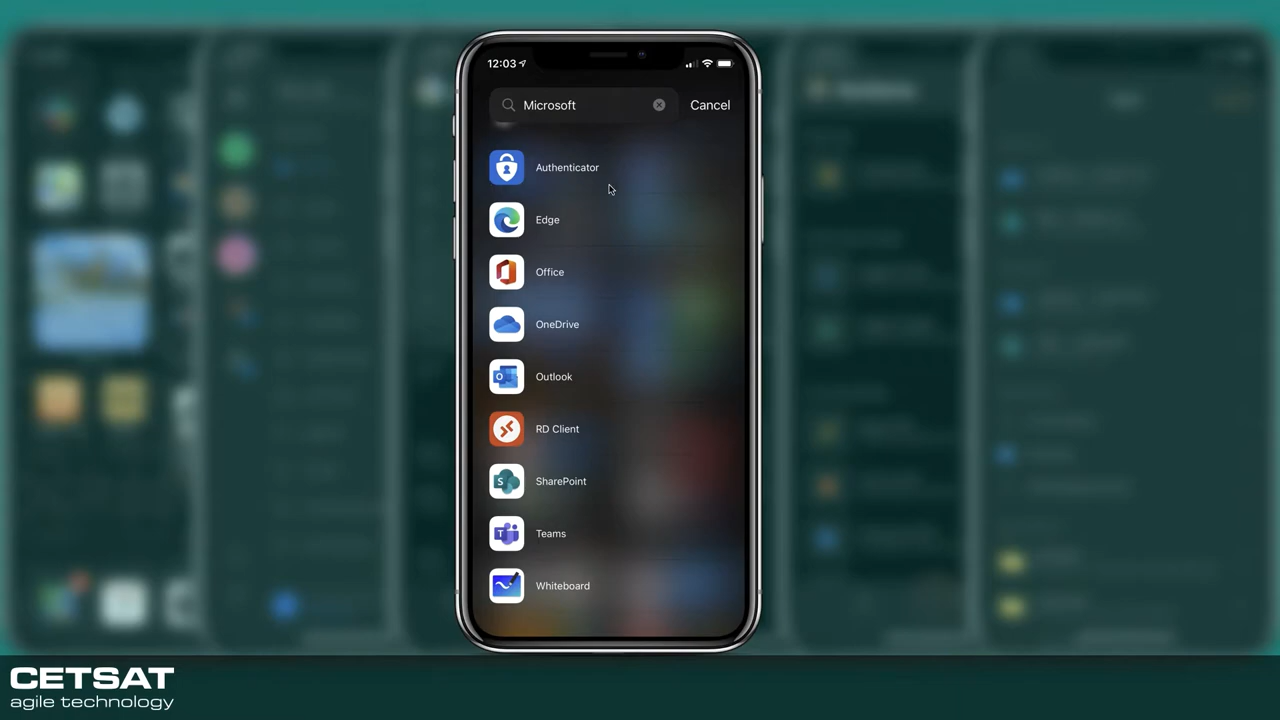 12:03
Microsoft
Cancel
Authenticator
Edge
Office
OneDrive
Outlook
RD Client
SharePoint
Teams
Whiteboard
CETSAT
agile technology